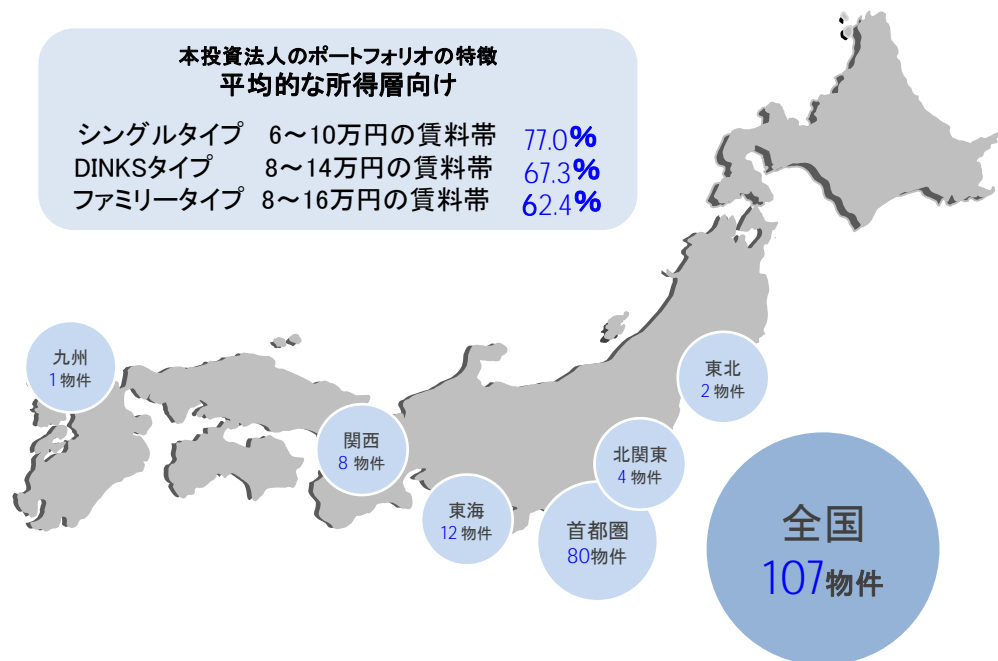 本投資法人のポートフォリオの特徴
平均的な所得層向け
シングルタイプ 6～10万円の賃料帯 77.0%
DINKSタイプ 8～14万円の賃料帯 67.3%
ファミリータイプ 8～16万円の賃料帯 62.4%
九州
1物件
東北
2 物件
関西
8 物件
北関東
4 物件
東海
12 物件
首都圏
80物件
全国
107物件